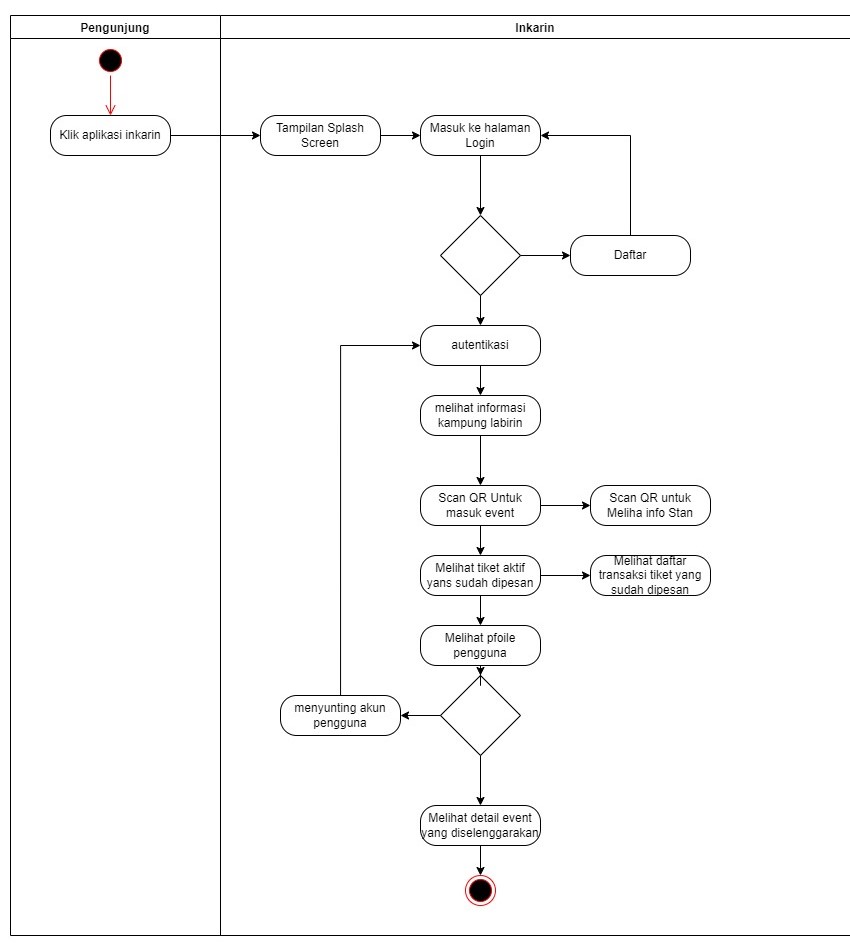 Pengunjung
Inkarin
Klik aplikasi inkarin
Tampilan Splash
Screen
Masuk ke halaman
Login
Daftar
autentikasi
melihat informasi
kampung labirin
Scan QR Untuk
masuk event
Scan QR untuk
Meliha info Stan
Melihat tiket aktif
yans sudah dipesan
Melihat daftar
transaksi tiket yang
sudah dipesan
Melihat pfoile
pengguna
menyunting akun
pengguna
Melihat detail event
yang diselenggarakan